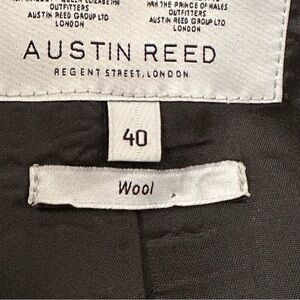 OUTFITTERS
AUSTIN REED GROUP LTD
LONDON
HRH THE PRINCE OF WALES
OUTFITTERS
AUSTIN REED GROUP LTD
LONDON
AUSTIN REED
REGENT STREET, LONDON
40
Wool